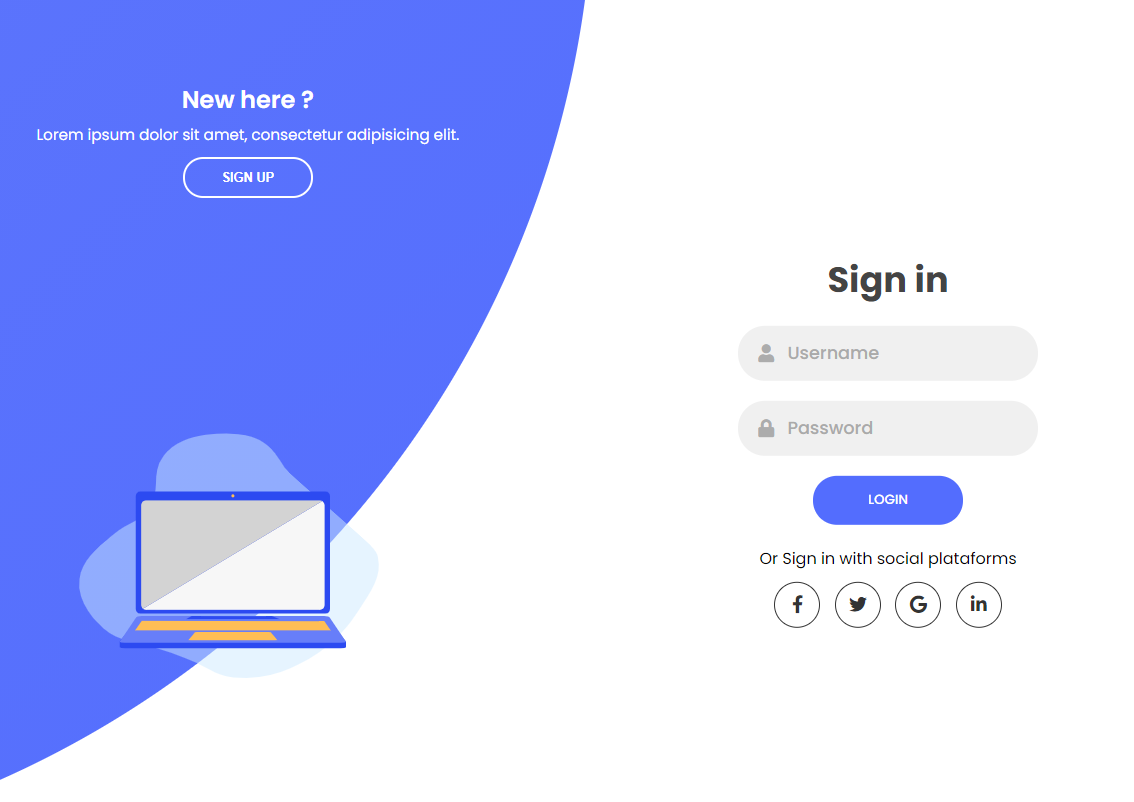 New here ?
Lorem ipsum dolor sit amet, consectetur adipisicing elit.
SIGN UP
Sign in
Username
Password
LOGIN
Or Sign in with social plataforms